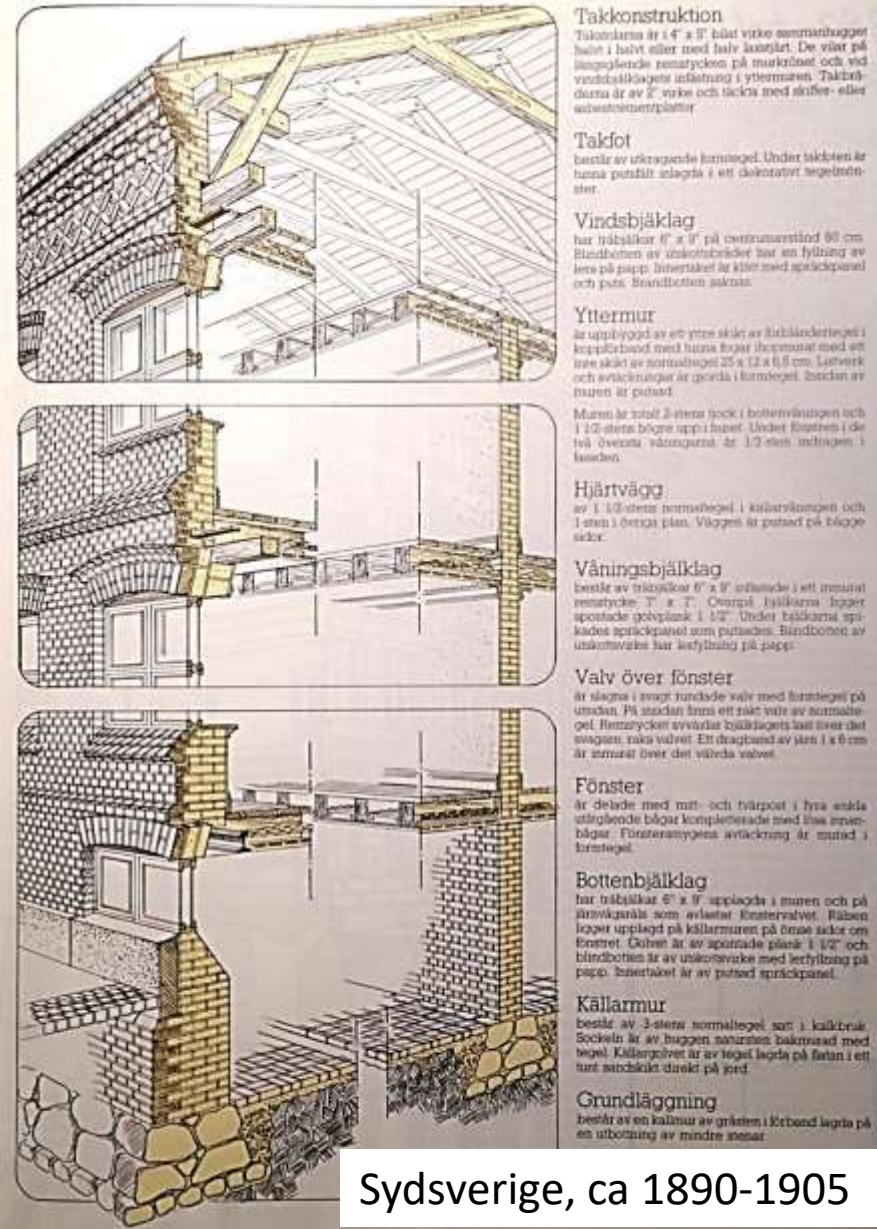 Takkonstruktion
Takstolarna är i 4" x 5" bilat virke sammanhugget
halvt i halvt eller med halv laxstjärt. De vilar på
längsgående remstycken på murkrönet och vid
vindsbjälklagets infästning i yttermuren. Takbrä-
derna är av 2" virke och täckta med skiffer- eller
asbestcementplattor
Takfot
består av utkragande formtegel. Under takfoten är
tunna putsfält inlagda i ett dekorativt tegelmön-
ster.
Vindsbjäklag
har träbjälkar 6" x 9" på centrumavstånd 80 cm.
Blindbotten av utskottsbräder har en fyllning av
lera på papp. Innertaket är klätt med spräckpanel
och puts. Brandbotten saknas.
Yttermur
är uppbyggd av ett yttre skikt av förbländertegel i
koppförband med tunna fogar ihopmurat med ett
inre skikt av normaltegel 25 x 12 x 6,5 cm. Listverk
och avtäckningar är gjorda i formtegel. Insidan av
muren är putsad.
Muren är totalt 2-stens tjock i bottenvåningen och
1 1/2-stens högre upp i huset. Under fönstren i de
två översta våningarna är 1/2-sten indragen i
fasaden.
Hjärtvägg
av 1 1/2-stens normaltegel i källarvåningen och
1-sten i övriga plan. Väggen är putsad på bägge
sidor.
Våningsbjälklag
består av träbjälkar 6" x 9" infästade i ett inmurat
remstycke 7" x 7". Ovanpå bjälkarna ligger
spontade golvplank 1 1/2". Under bjälkarna spi-
kades spräckpanel som putsades. Blindbotten av
utskottsvirke har lerfyllning på papp.
Valv över fönster
är slagna i svagt rundade valv med formtegel på
utsidan. På insidan finns ett rakt valv av normalte-
gel. Remstycket avväxlar bjälklagets last över det
svagare, raka valvet. Ett dragband av järn 1 x 6 cm
är inmurat över det välvda valvet.
Fönster
är delade med mitt- och tvärpost i fyra enkla
utåtgående bågar kompletterade med lösa innan-
bågar. Fönstersmygens avtäckning är murad i
formtegel.
Bottenbjälklag
har träbjälkar 6" x 9" upplagda i muren och på
järnvägsräls som avlastar fönstervalvet. Rälsen
ligger upplagd på källarmuren på ömse sidor om
fönstret. Golvet är av spontade plank 1 1/2" och
blindbotten är av utskottsvirke med lerfyllning på
papp. Innertaket är av putsad spräckpanel.
Källarmur
består av 3-stens normaltegel satt i kalkbruk.
Sockeln är av huggen natursten bakmurad med
tegel. Källargolvet är av tegel lagda på flatan i ett
tunt sandskikt direkt på jord.
Grundläggning
består av en kallmur av gråsten i förband lagda på
en utbottning av mindre stenar.
Sydsverige, ca 1890-1905